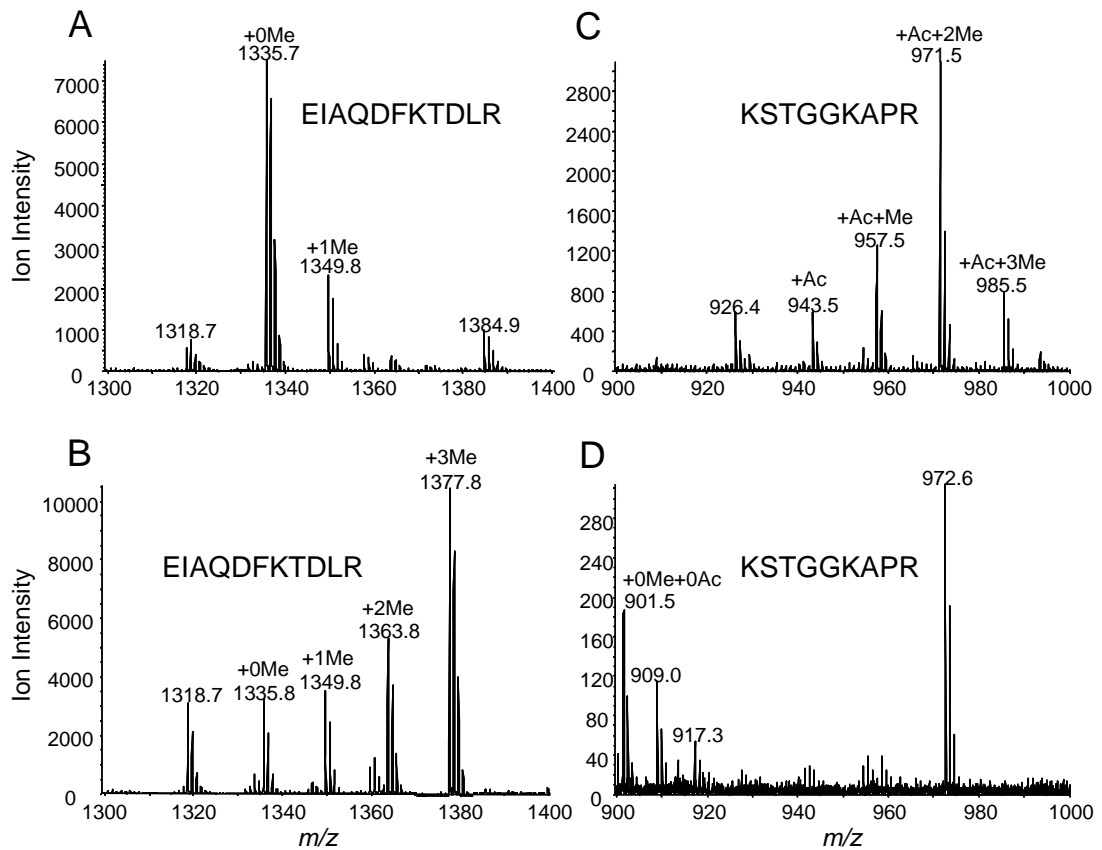 A
+0Me
1335.7
7000
6000
5000
4000
3000
2000
1000
0
Ion Intensity
EIAQDFKTDLR
+1Me
1349.8
1318.7
1384.9
1300 1320 1340 1360 1380 1400
C
+Ac+2Me
971.5
2800
2400
2000
1600
1200
800
400
0
KSTGGKAPR
+Ac+Me
957.5
+Ac+3Me
985.5
+Ac
943.5
926.4
900 920 940 960 980 1000
B
+3Me
1377.8
10000
8000
6000
4000
2000
0
Ion Intensity
EIAQDFKTDLR
+2Me
1363.8
+1Me
1349.8
+0Me
1335.8
1318.7
1300 1320 1340 1360 1380 1400
m/z
D
972.6
280
240
200
160
120
80
40
0
KSTGGKAPR
+0Me+0Ac
901.5
909.0
917.3
900 920 940 960 980 1000
m/z